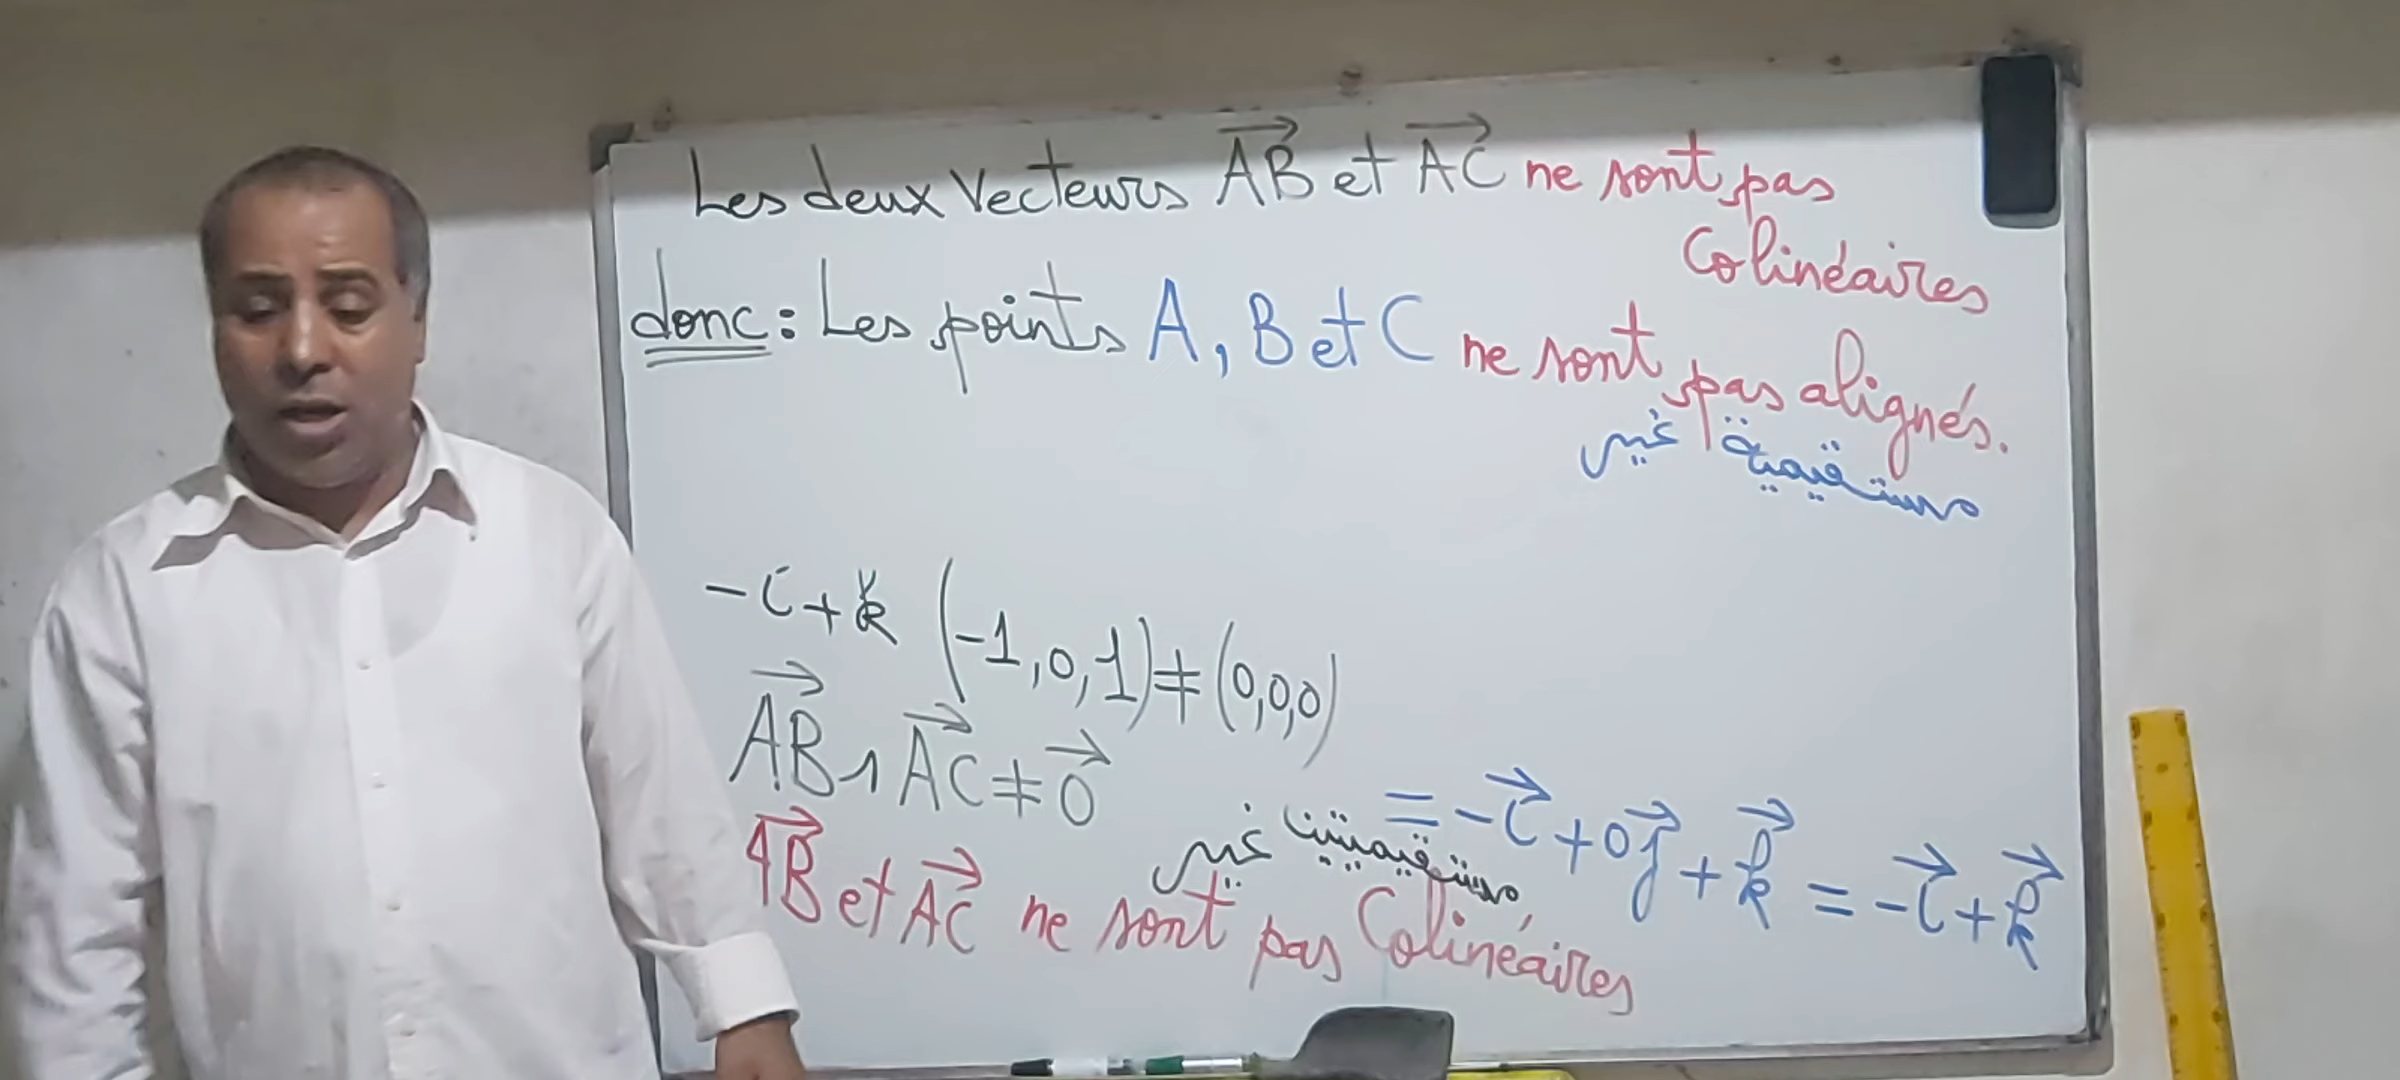 Les deux vecteurs AB et AC ne sont pas
Colinéaires
donc: Les points A, B et C ne sont pas alignés.
غير مستقيمية
-i+k (-1,0,1)≠(0,0,0)
AB∧AC≠0
= -i+0j+k = -i+k
غير مستقيميتين
AB et AC ne sont pas Colinéaires